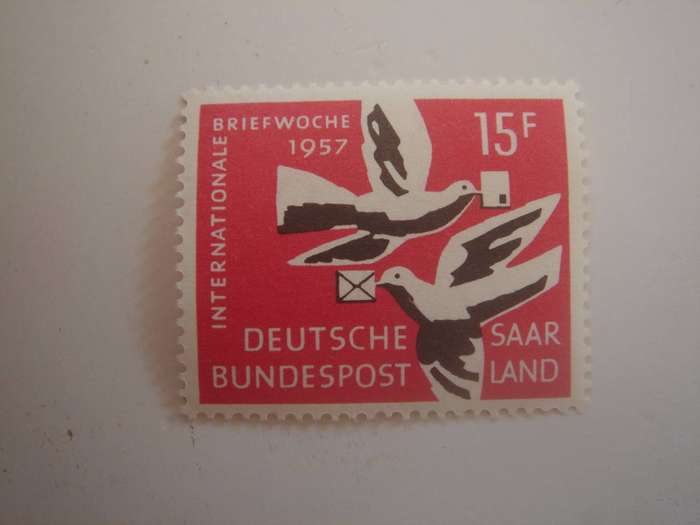 INTERNATIONALE
BRIEFWOCHE
1957
15F
DEUTSCHE
BUNDESPOST
SAAR
LAND